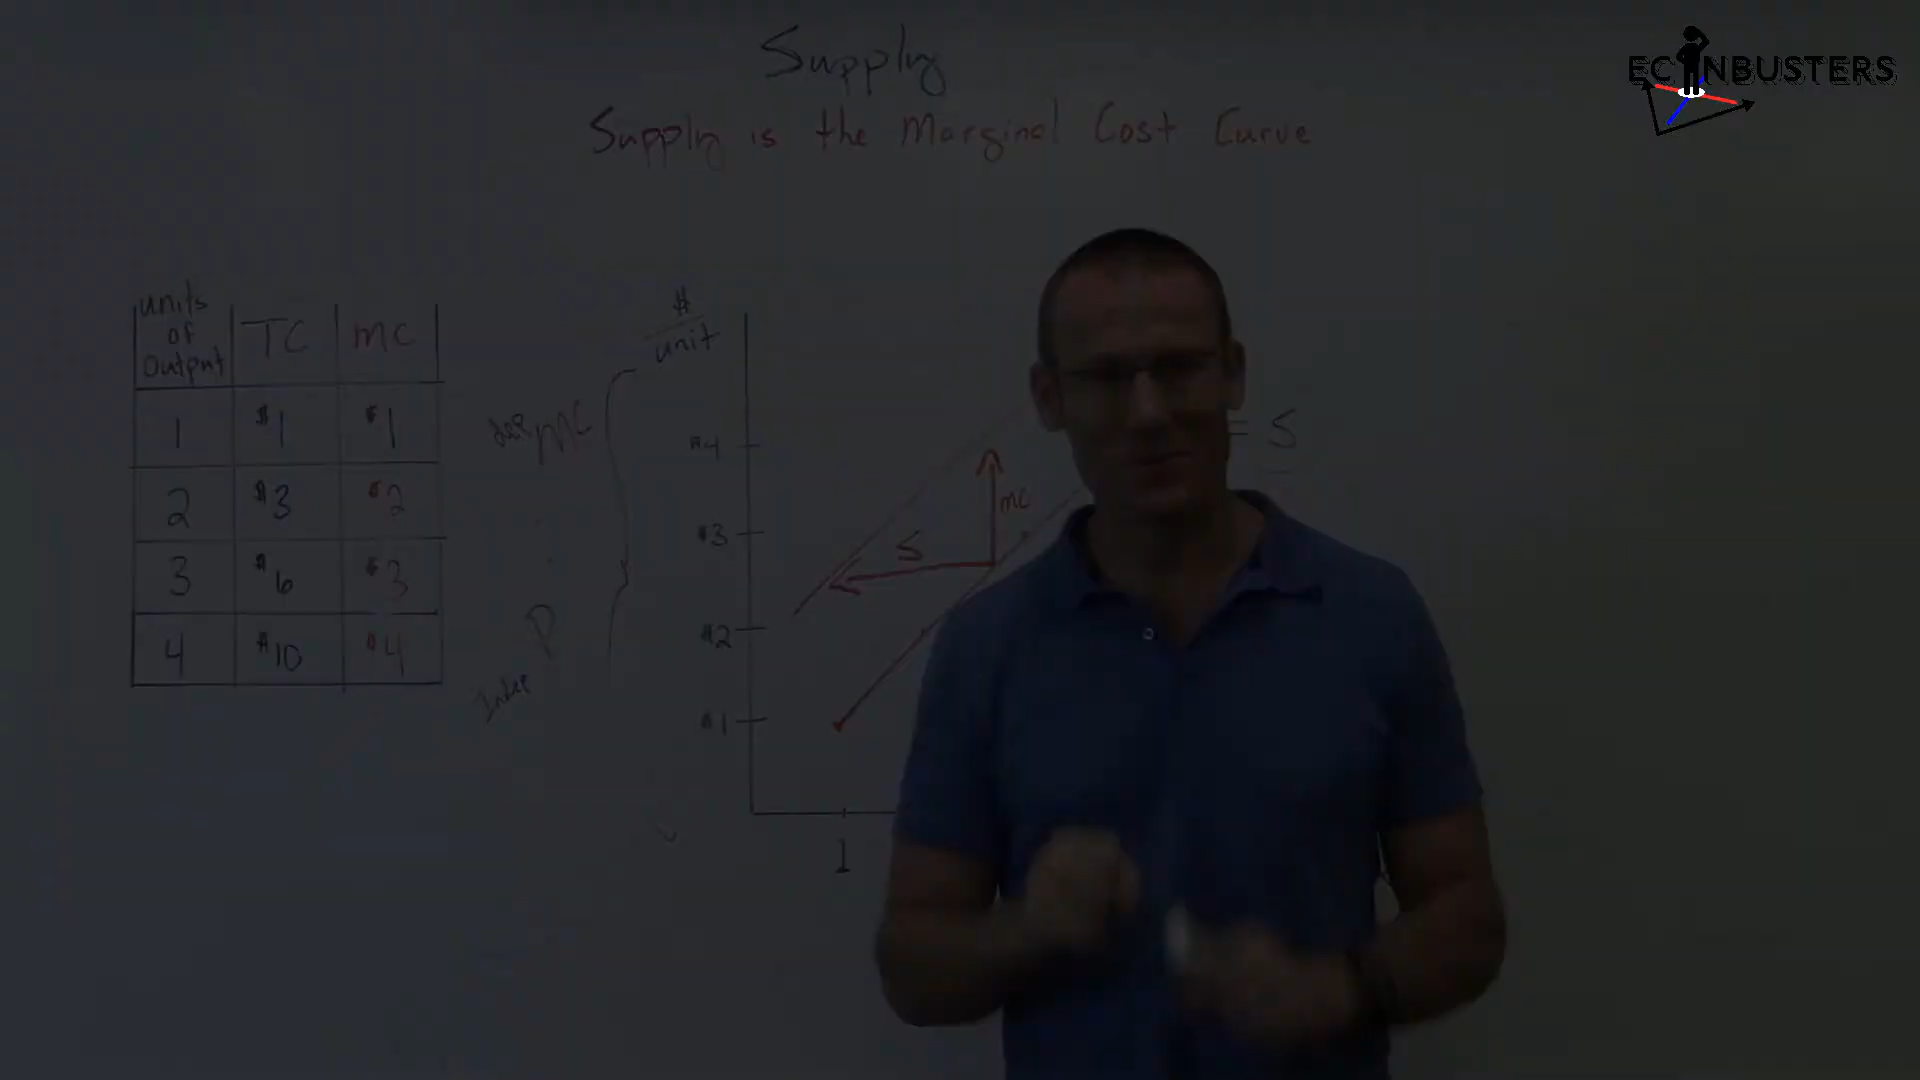 Supply
Supply is the Marginal Cost Curve
ECONBUSTERS
units of Output TC MC
1 $1 $1
2 $3 $2
3 $6 $3
4 $10 $4
MC
P
$
unit
$4
$3
$2
$1
MC
S
= S
1